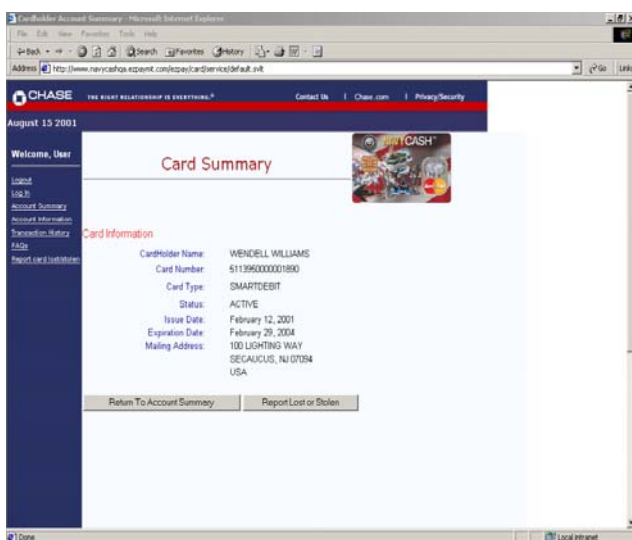 Cardholder Account Summary - Microsoft Internet Explorer
File Edit View Favorites Tools Help
Back Search Favorites History
Address http://www.navycashqa.ezpaymt.com/ezpay/card/service/default.svlt Go Links
CHASE THE RIGHT RELATIONSHIP IS EVERYTHING.® Contact Us | Chase.com | Privacy/Security
August 15 2001
Welcome, User
Card Summary
NAVYCASH
Logout
Log In
Account Summary
Account Information
Transaction History
FAQs
Report card lost/stolen
Card Information
CardHolder Name: WENDELL WILLIAMS
Card Number: 5113960000001890
Card Type: SMARTDEBIT
Status: ACTIVE
Issue Date: February 12, 2001
Expiration Date: February 29, 2004
Mailing Address: 100 LIGHTING WAY
SECAUCUS, NJ 07094
USA
Return To Account Summary Report Lost or Stolen
Done Local intranet